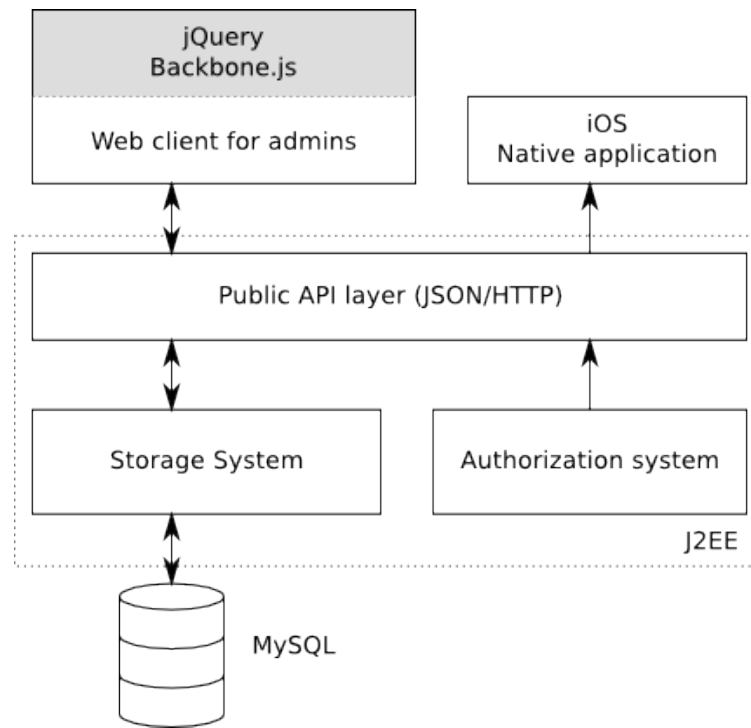 jQuery
Backbone.js
Web client for admins
iOS
Native application
Public API layer (JSON/HTTP)
Storage System
Authorization system
J2EE
MySQL